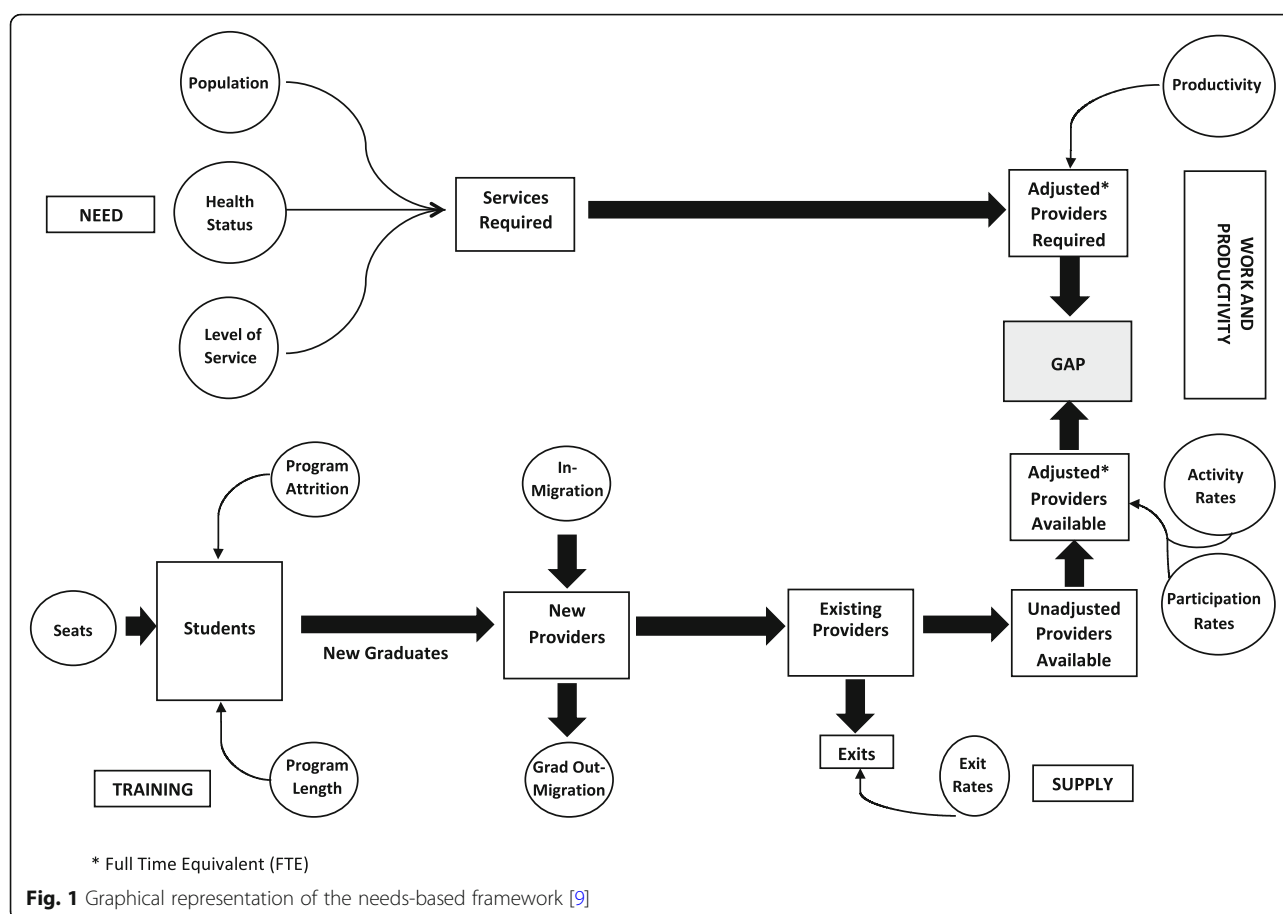 Population
Productivity
NEED
Health
Status
Services
Required
Adjusted*
Providers
Required
WORK AND
PRODUCTIVITY
Level of
Service
GAP
Program
Attrition
In-
Migration
Adjusted*
Providers
Available
Activity
Rates
Seats
Students
New Graduates
New
Providers
Existing
Providers
Unadjusted
Providers
Available
Participation
Rates
TRAINING
Program
Length
Grad Out-
Migration
Exits
Exit
Rates
SUPPLY
* Full Time Equivalent (FTE)
Fig. 1 Graphical representation of the needs-based framework [9]